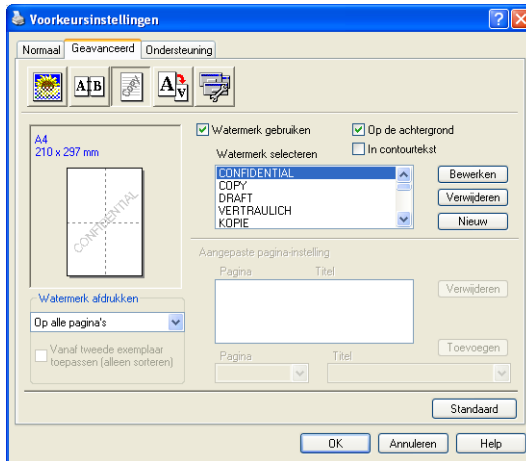 Voorkeursinstellingen
Normaal Geavanceerd Ondersteuning
A B COPY A A
A4
210 x 297 mm
CONFIDENTIAL
Watermerk gebruiken
Op de achtergrond
In contourtekst
Watermerk selecteren
CONFIDENTIAL
COPY
DRAFT
VERTRAULICH
KOPIE
Bewerken
Verwijderen
Nieuw
Aangepaste pagina-instelling
Pagina Titel
Verwijderen
Toevoegen
Pagina Titel
Watermerk afdrukken
Op alle pagina's
Vanaf tweede exemplaar
toepassen (alleen sorteren)
Standaard
OK Annuleren Help